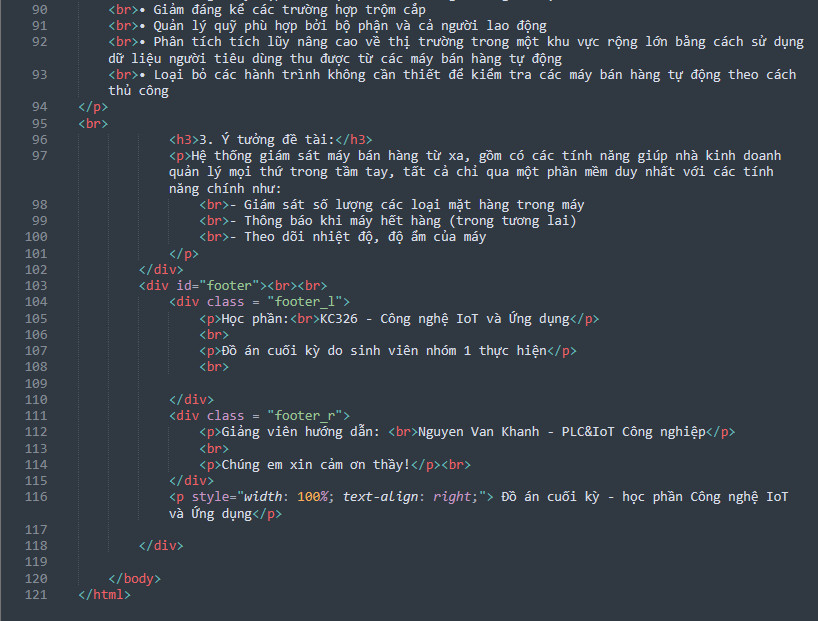 90 <br>• Giảm đáng kể các trường hợp trộm cắp
91 <br>• Quản lý quỹ phù hợp bởi bộ phận và cả người lao động
92 <br>• Phân tích tích lũy nâng cao về thị trường trong một khu vực rộng lớn bằng cách sử dụng
dữ liệu người tiêu dùng thu được từ các máy bán hàng tự động
93 <br>• Loại bỏ các hành trình không cần thiết để kiểm tra các máy bán hàng tự động theo cách
thủ công
94 </p>
95 <br>
96 <h3>3. Ý tưởng đề tài:</h3>
97 <p>Hệ thống giám sát máy bán hàng từ xa, gồm có các tính năng giúp nhà kinh doanh
quản lý mọi thứ trong tầm tay, tất cả chỉ qua một phần mềm duy nhất với các tính
năng chính như:
98 <br>- Giám sát số lượng các loại mặt hàng trong máy
99 <br>- Thông báo khi máy hết hàng (trong tương lai)
100 <br>- Theo dõi nhiệt độ, độ ẩm của máy
101 </p>
102 </div>
103 <div id="footer"><br><br>
104 <div class = "footer_l">
105 <p>Học phần:<br>KC326 - Công nghệ IoT và Ứng dụng</p>
106 <br>
107 <p>Đồ án cuối kỳ do sinh viên nhóm 1 thực hiện</p>
108 <br>
109
110 </div>
111 <div class = "footer_r">
112 <p>Giảng viên hướng dẫn: <br>Nguyen Van Khanh - PLC&IoT Công nghiệp</p>
113 <br>
114 <p>Chúng em xin cảm ơn thầy!</p><br>
115 </div>
116 <p style="width: 100%; text-align: right;"> Đồ án cuối kỳ - học phần Công nghệ IoT
và Ứng dụng</p>
117
118 </div>
119
120 </body>
121 </html>